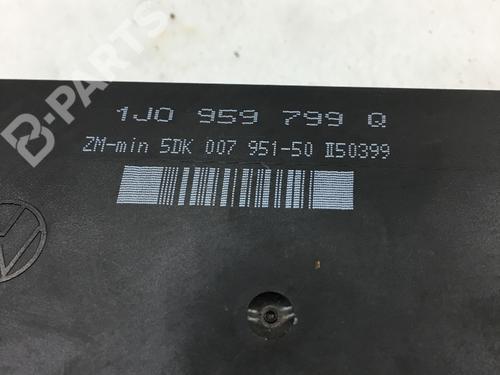 B-PARTS
1J0 959 799 Q
ZM-min 5DK 007 951-50 II50399